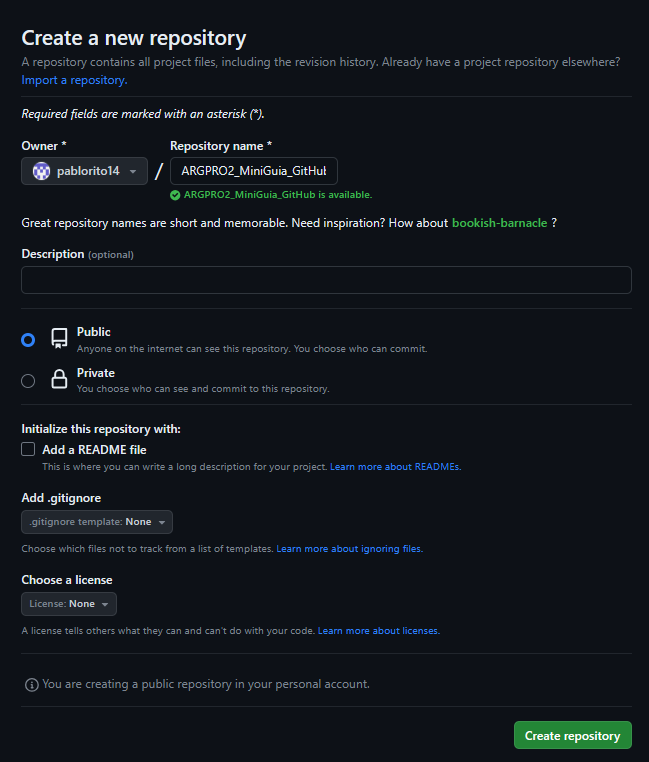 Create a new repository
A repository contains all project files, including the revision history. Already have a project repository elsewhere?
Import a repository.
Required fields are marked with an asterisk (*).
Owner *
Repository name *
pablorito14
/
ARGPRO2_MiniGuia_GitHub
ARGPRO2_MiniGuia_GitHub is available.
Great repository names are short and memorable. Need inspiration? How about bookish-barnacle ?
Description (optional)
Public
Anyone on the internet can see this repository. You choose who can commit.
Private
You choose who can see and commit to this repository.
Initialize this repository with:
Add a README file
This is where you can write a long description for your project. Learn more about READMEs.
Add .gitignore
.gitignore template: None
Choose which files not to track from a list of templates. Learn more about ignoring files.
Choose a license
License: None
A license tells others what they can and can't do with your code. Learn more about licenses.
You are creating a public repository in your personal account.
Create repository